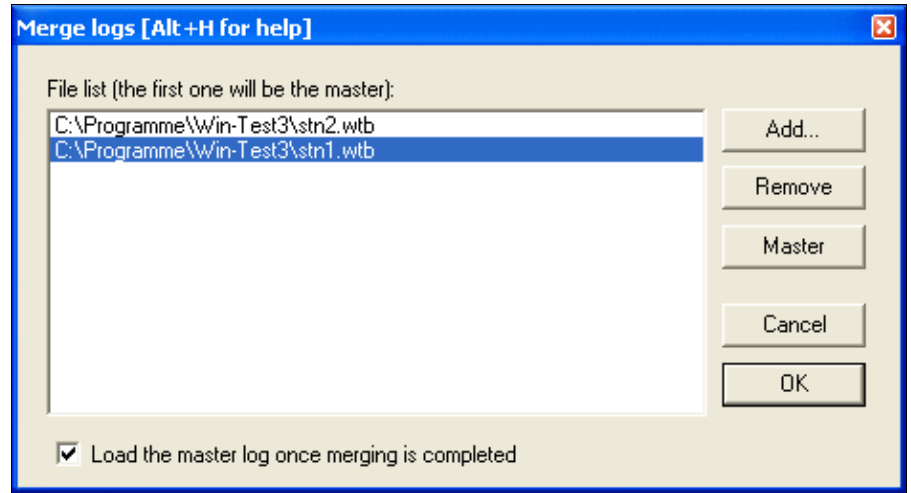 Merge logs [Alt+H for help]
File list (the first one will be the master):
C:\Programme\Win-Test3\stn2.wtb
C:\Programme\Win-Test3\stn1.wtb
Add...
Remove
Master
Cancel
OK
Load the master log once merging is completed